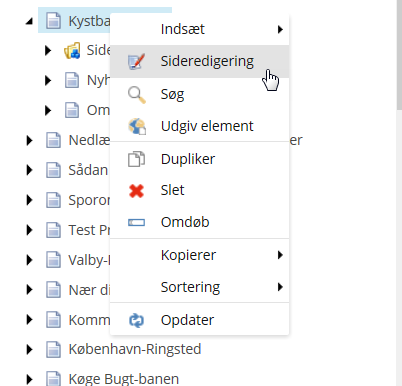 Kystba
Indsæt
Side
Sideredigering
Nyh
Søg
Om
Udgiv element
Nedlæ
er
Dupliker
Sådan
Slet
Sporor
Omdøb
Test Pr
Valby-
Kopierer
Nær di
Sortering
Komm
Opdater
København-Ringsted
Køge Bugt-banen